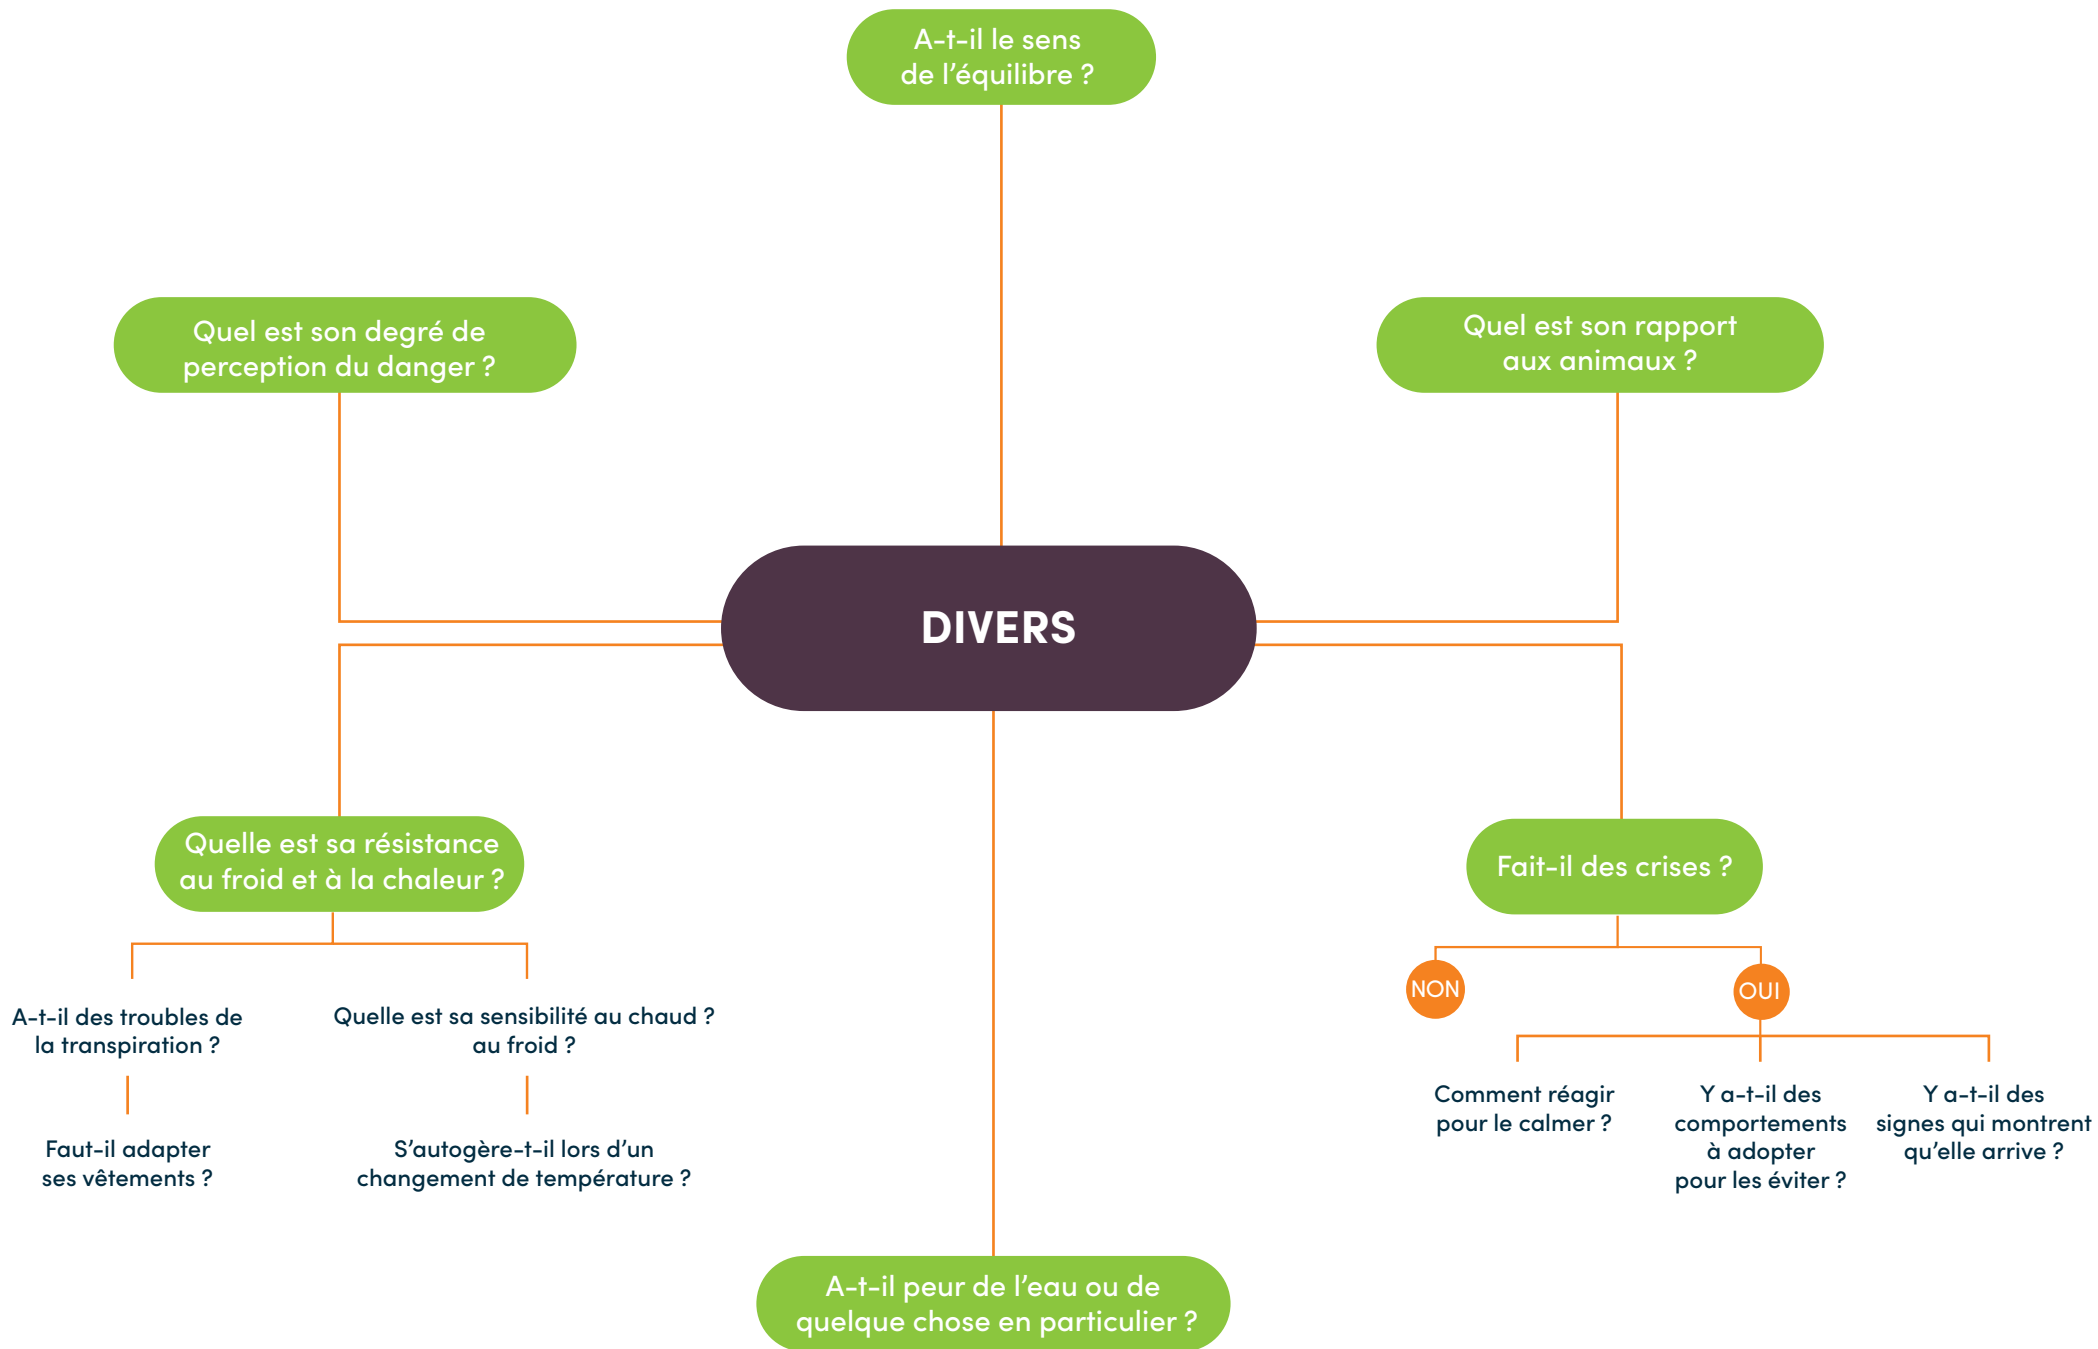 A-t-il le sens
de l’équilibre ?
Quel est son degré de
perception du danger ?
Quel est son rapport
aux animaux ?
DIVERS
Quelle est sa résistance
au froid et à la chaleur ?
Fait-il des crises ?
NON
OUI
A-t-il des troubles de
la transpiration ?
Quelle est sa sensibilité au chaud ?
au froid ?
Faut-il adapter
ses vêtements ?
S’autogère-t-il lors d’un
changement de température ?
Comment réagir
pour le calmer ?
Y a-t-il des
comportements
à adopter
pour les éviter ?
Y a-t-il des
signes qui montrent
qu’elle arrive ?
A-t-il peur de l’eau ou de
quelque chose en particulier ?